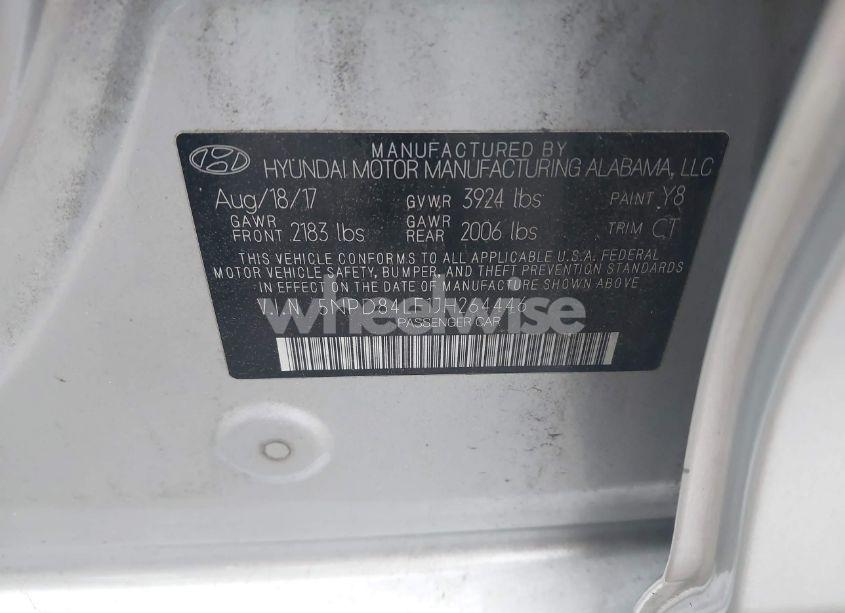 MANUFACTURED BY
HYUNDAI MOTOR MANUFACTURING ALABAMA, LLC
Aug/18/17 GVWR 3924 lbs PAINT Y8
GAWR FRONT 2183 lbs GAWR REAR 2006 lbs TRIM CT
THIS VEHICLE CONFORMS TO ALL APPLICABLE U.S.A. FEDERAL
MOTOR VEHICLE SAFETY, BUMPER, AND THEFT PREVENTION STANDARDS
IN EFFECT ON THE DATE OF MANUFACTURE SHOWN ABOVE.
wheelwise
PASSENGER CAR